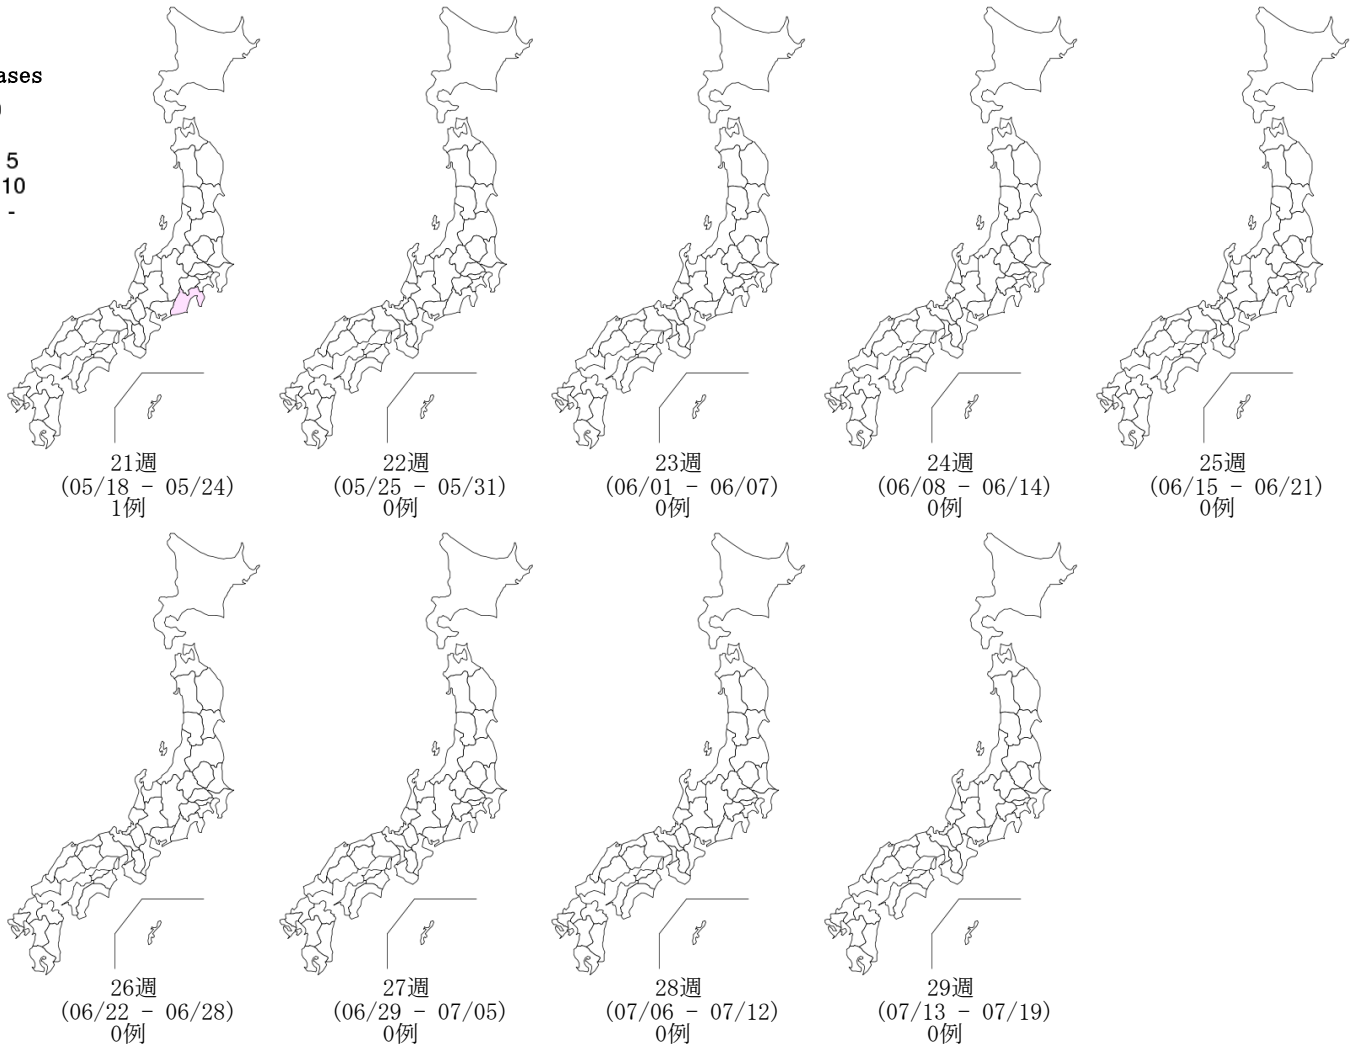 ases
5
10
-
21週
(05/18 - 05/24)
1例
22週
(05/25 - 05/31)
0例
23週
(06/01 - 06/07)
0例
24週
(06/08 - 06/14)
0例
25週
(06/15 - 06/21)
0例
26週
(06/22 - 06/28)
0例
27週
(06/29 - 07/05)
0例
28週
(07/06 - 07/12)
0例
29週
(07/13 - 07/19)
0例